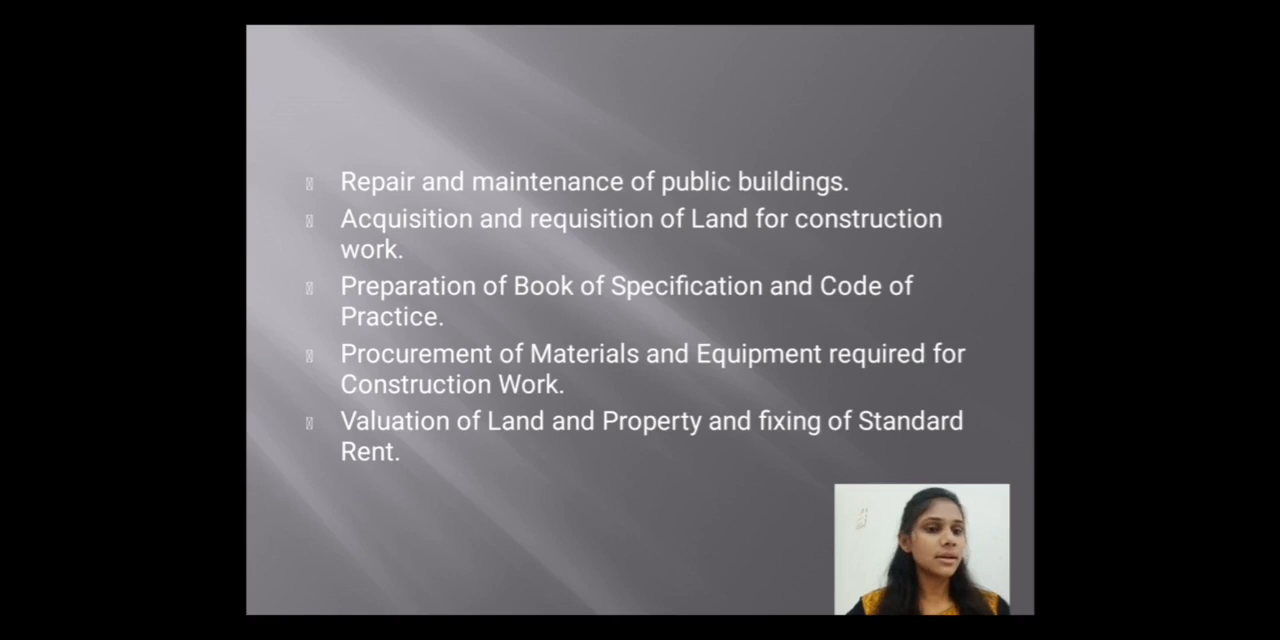 Repair and maintenance of public buildings.
Acquisition and requisition of Land for construction
work.
Preparation of Book of Specification and Code of
Practice.
Procurement of Materials and Equipment required for
Construction Work.
Valuation of Land and Property and fixing of Standard
Rent.